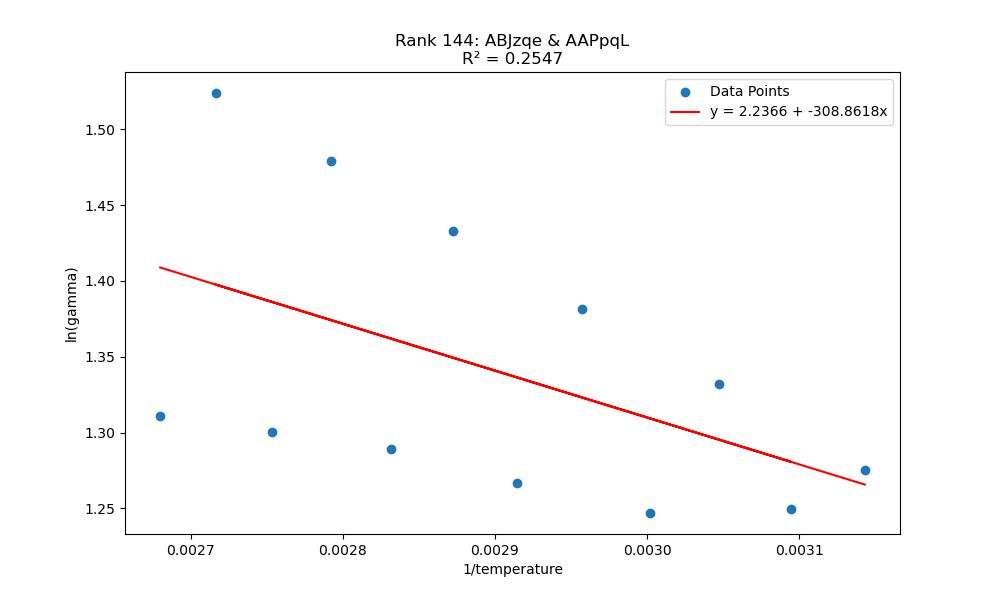 Rank 144: ABJzqe & AAPpqL
R² = 0.2547
Data Points
y = 2.2366 + -308.8618x
ln(gamma)
1.50
1.45
1.40
1.35
1.30
1.25
0.0027
0.0028
0.0029
0.0030
0.0031
1/temperature